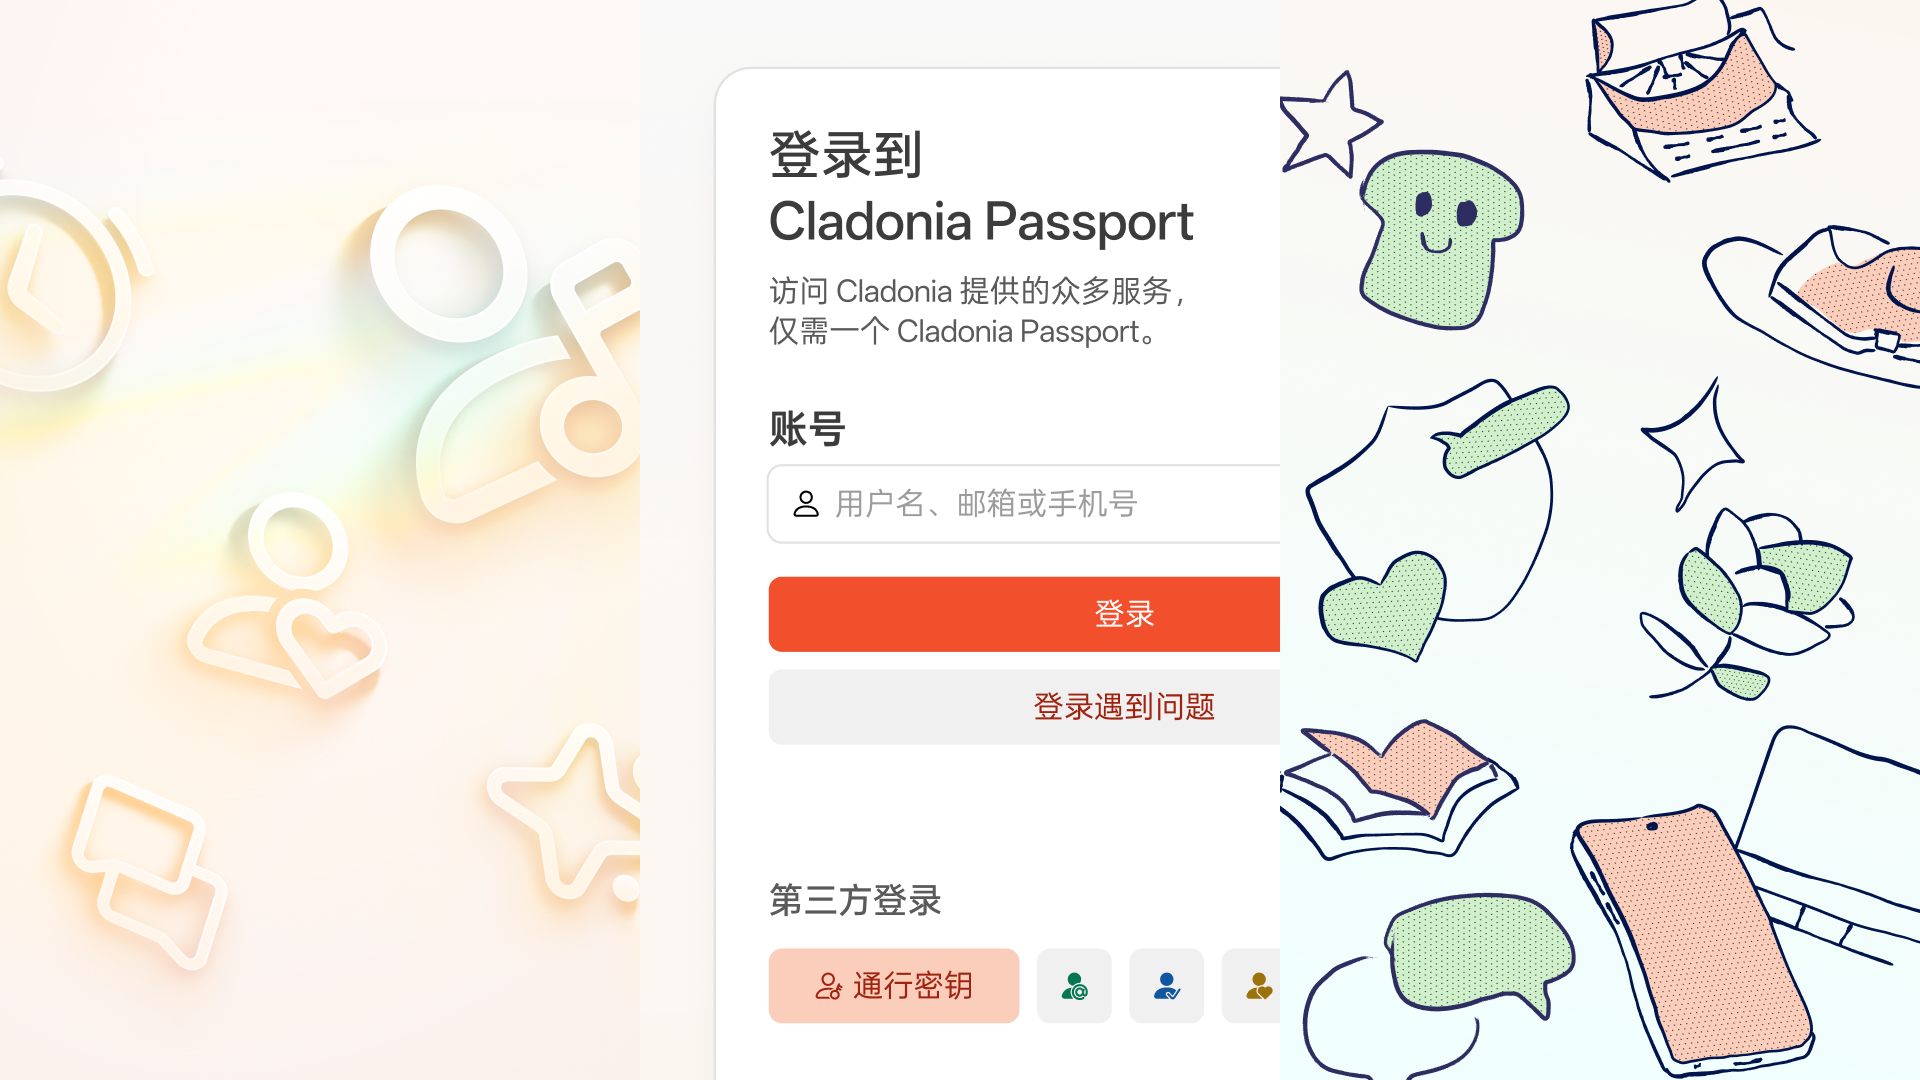 登录到
Cladonia Passport
访问 Cladonia 提供的众多服务，
仅需一个 Cladonia Passport。
账号
用户名、邮箱或手机号
登录
登录遇到问题
第三方登录
通行密钥